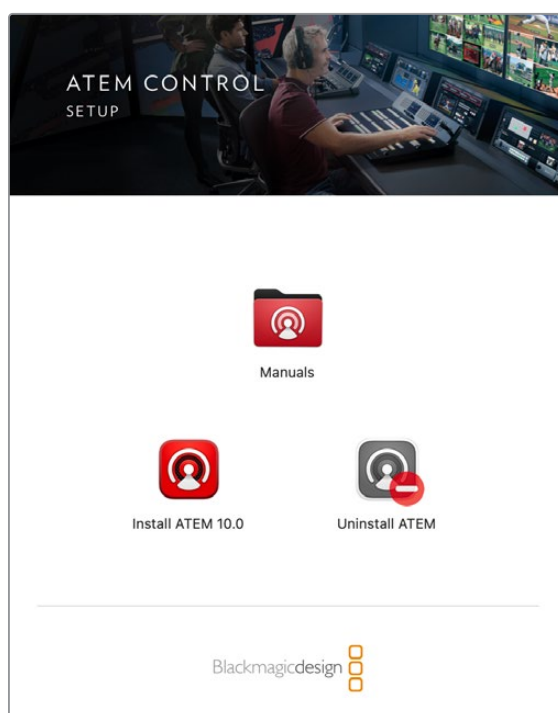 ATEM CONTROL
SETUP
Manuals
Install ATEM 10.0
Uninstall ATEM
Blackmagicdesign